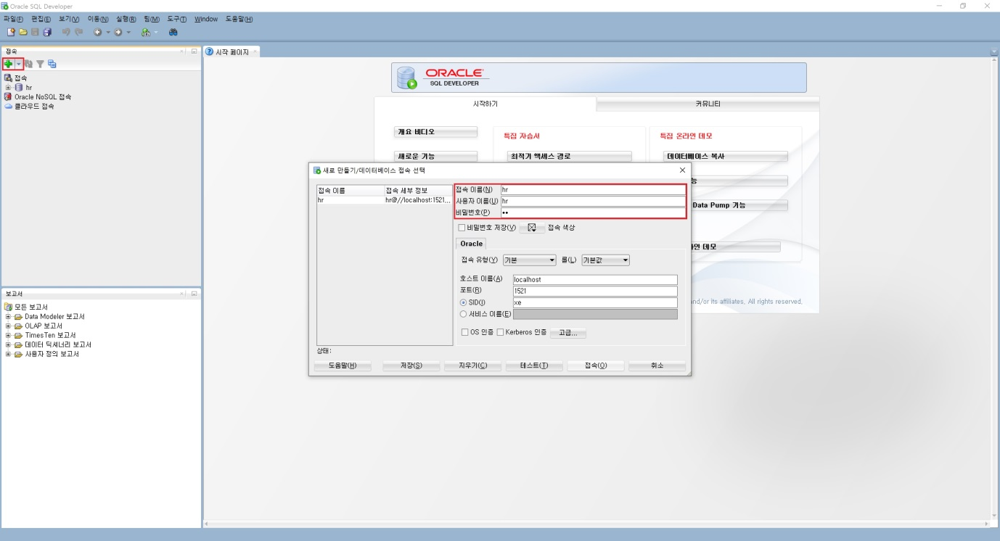 Oracle SQL Developer
파일(F) 편집(E) 보기(V) 이동(N) 실행(R) 팀(M) 도구(T) Window 도움말(H)
접속
접속
hr
Oracle NoSQL 접속
클라우드 접속
보고서
모든 보고서
Data Modeler 보고서
OLAP 보고서
TimesTen 보고서
데이터 딕셔너리 보고서
사용자 정의 보고서
시작 페이지
ORACLE
SQL DEVELOPER
시작하기 커뮤니티
개요 비디오 특집 자습서 특집 온라인 데모
새로운 기능 최적기 액세스 경로 데이터베이스 복사
능
Data Pump 기능
인 데모
and/or its affiliates. All rights reserved.
새로 만들기/데이터베이스 접속 선택
접속 이름 접속 세부 정보
hr hr@//localhost:1521...
접속 이름(N) hr
사용자 이름(U) hr
비밀번호(P) ••
비밀번호 저장(V) 접속 색상
Oracle
접속 유형(Y) 기본 롤(L) 기본값
호스트 이름(A) localhost
포트(R) 1521
SID(I) xe
서비스 이름(E)
OS 인증 Kerberos 인증 고급...
상태:
도움말(H) 저장(S) 지우기(C) 테스트(T) 접속(O) 취소